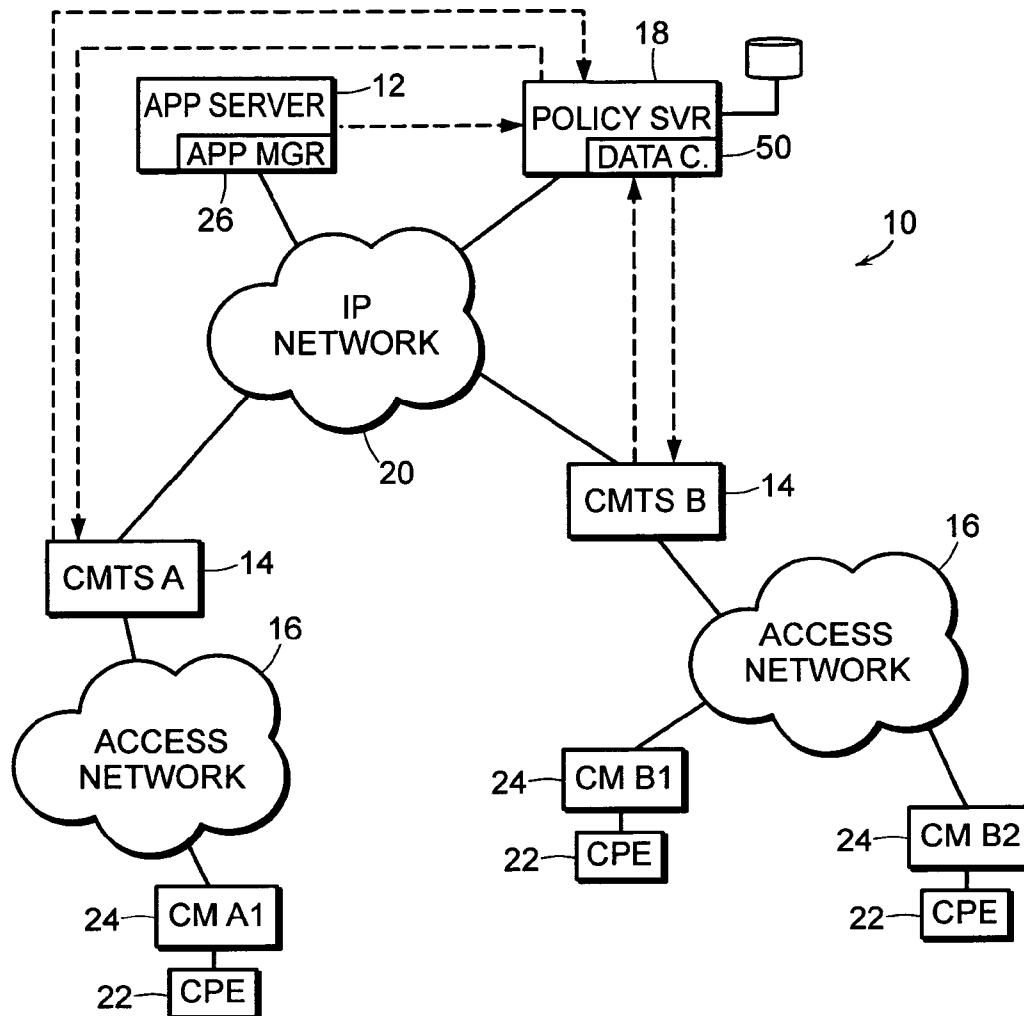 18
12
APP SERVER
POLICY SVR
APP MGR
DATA C.
50
26
10
IP
NETWORK
20
CMTS B
14
CMTS A
14
16
16
ACCESS
NETWORK
ACCESS
NETWORK
24
CM B1
24
CM B2
22
CPE
22
CPE
24
CM A1
22
CPE